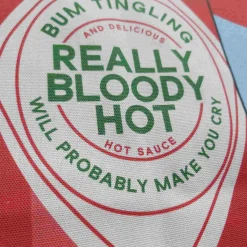 BUM TINGLING
AND DELICIOUS
REALLY
BLOODY
HOT
HOT SAUCE
WILL PROBABLY MAKE YOU CRY